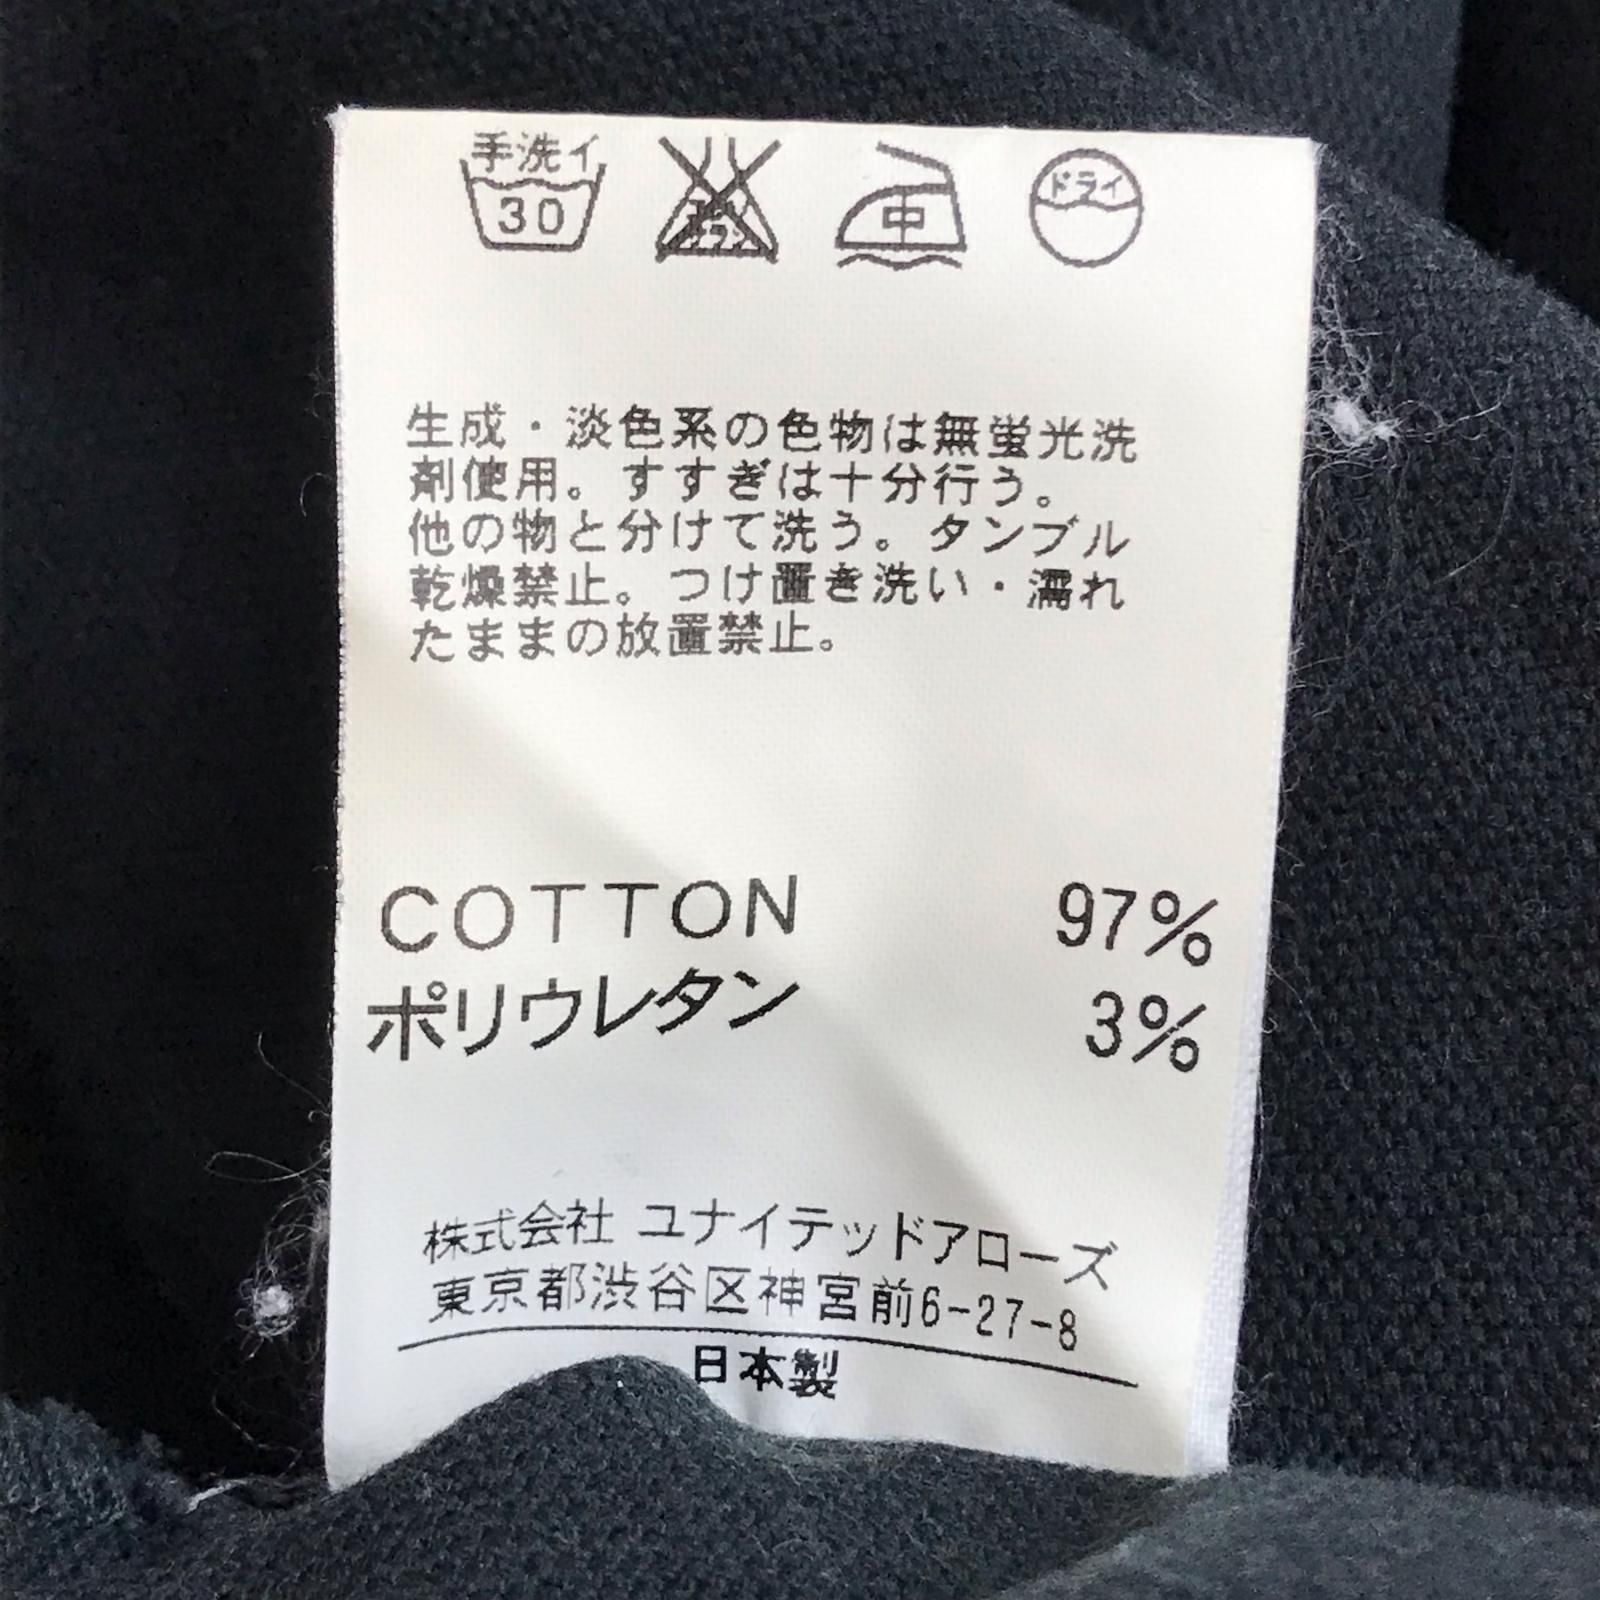 手洗イ 中 ドライ
30
生成・淡色系の色物は無蛍光洗
剤使用。すすぎは十分行う。
他の物と分けて洗う。タンブル
乾燥禁止。つけ置き洗い・濡れ
たままの放置禁止。
COTTON 97%
ポリウレタン 3%
株式会社 ユナイテッドアローズ
東京都渋谷区神宮前6-27-8
日本製